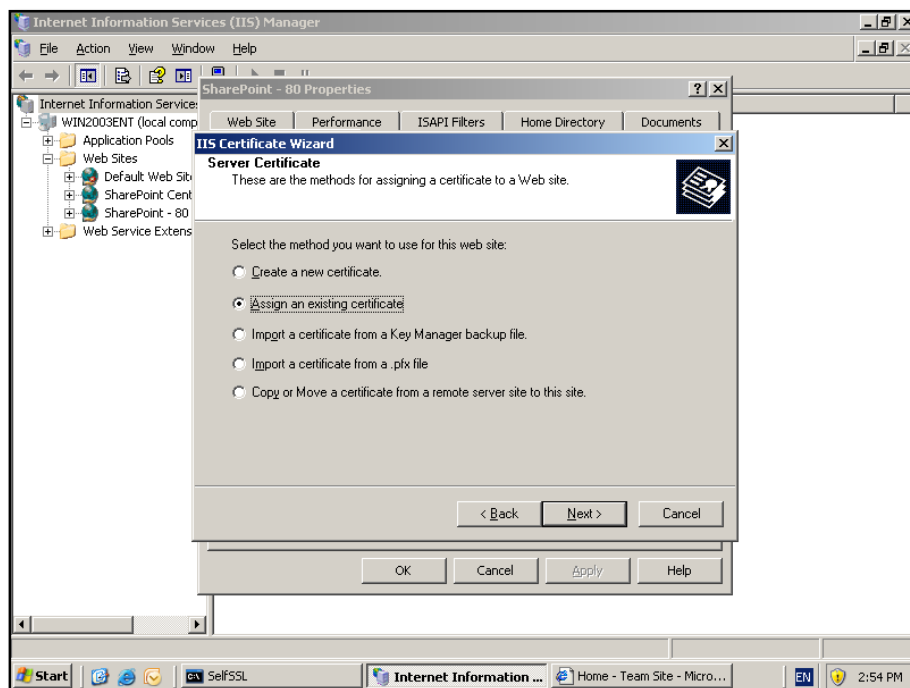 Internet Information Services (IIS) Manager
File Action View Window Help
SharePoint - 80 Properties
Internet Information Service
WIN2003ENT (local comp
Application Pools
Web Sites
Default Web Sit
SharePoint Cent
SharePoint - 80
Web Service Extens
Web Site Performance ISAPI Filters Home Directory Documents
IIS Certificate Wizard
Server Certificate
These are the methods for assigning a certificate to a Web site.
Select the method you want to use for this web site:
Create a new certificate.
Assign an existing certificate
Import a certificate from a Key Manager backup file.
Import a certificate from a .pfx file
Copy or Move a certificate from a remote server site to this site.
< Back Next > Cancel
OK Cancel Apply Help
Start SelfSSL Internet Information ... Home - Team Site - Micro... EN 2:54 PM